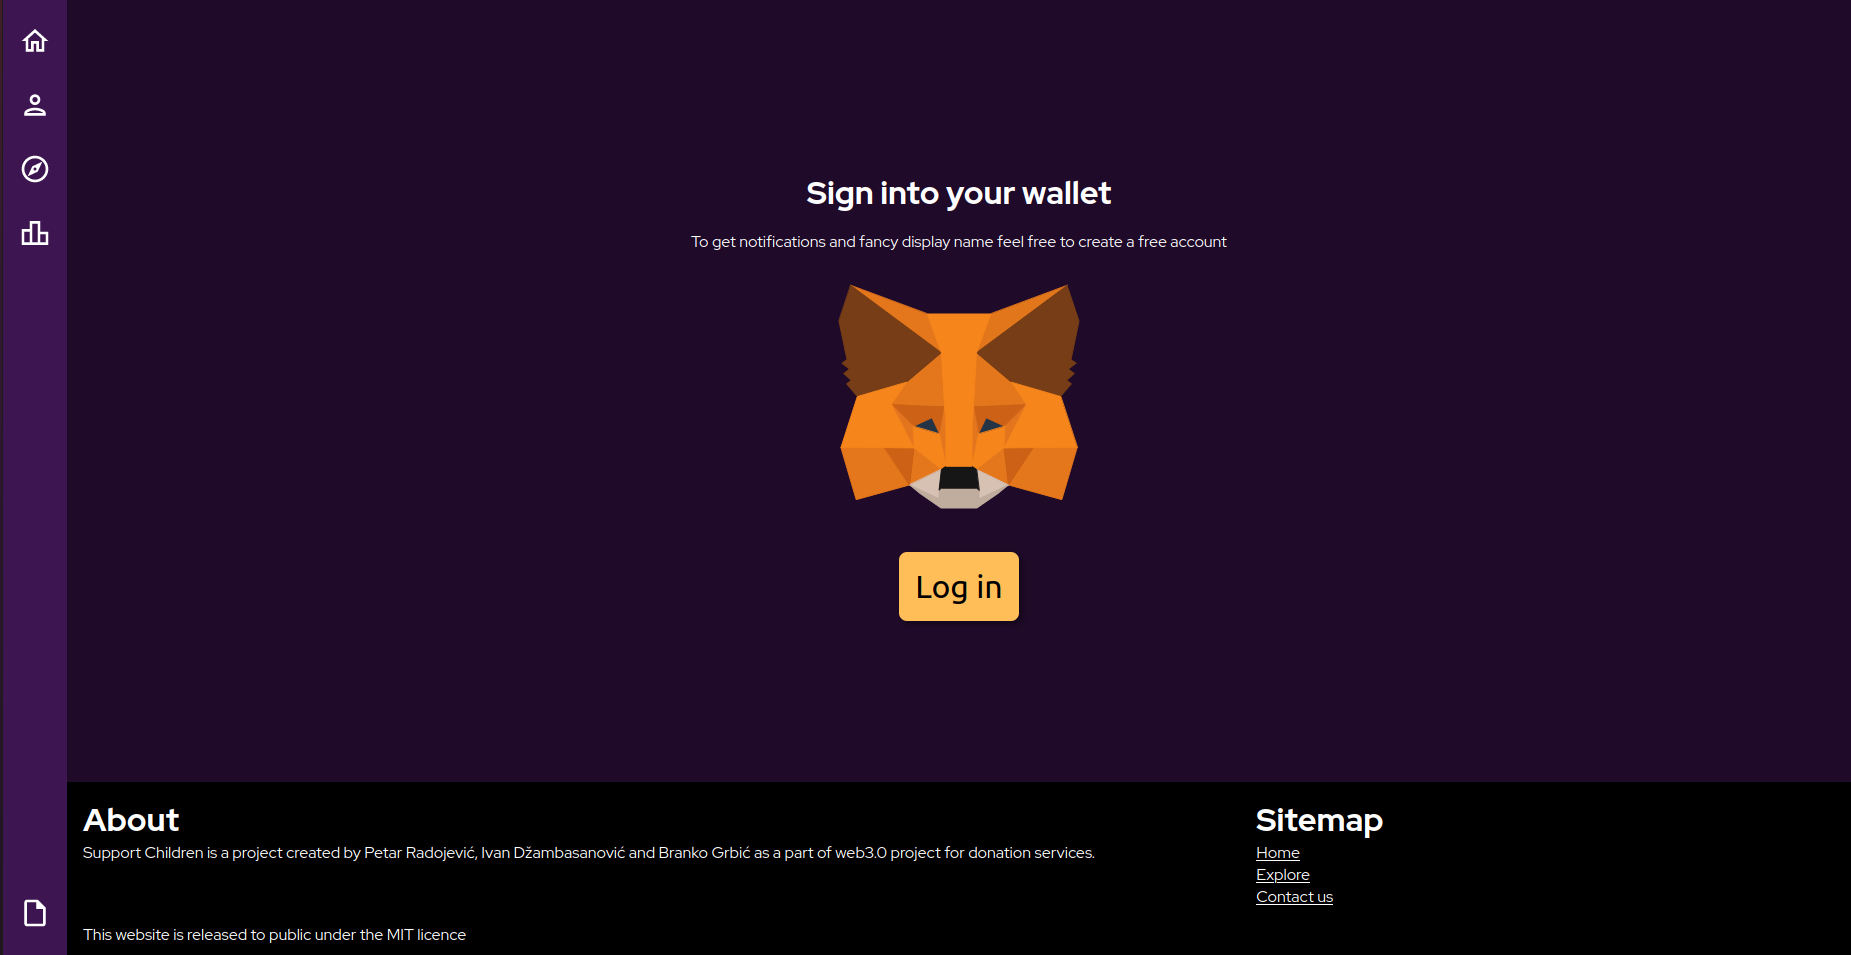 Sign into your wallet
To get notifications and fancy display name feel free to create a free account
Log in
About
Support Children is a project created by Petar Radojević, Ivan Džambasanović and Branko Grbić as a part of web3.0 project for donation services.
This website is released to public under the MIT licence
Sitemap
Home
Explore
Contact us